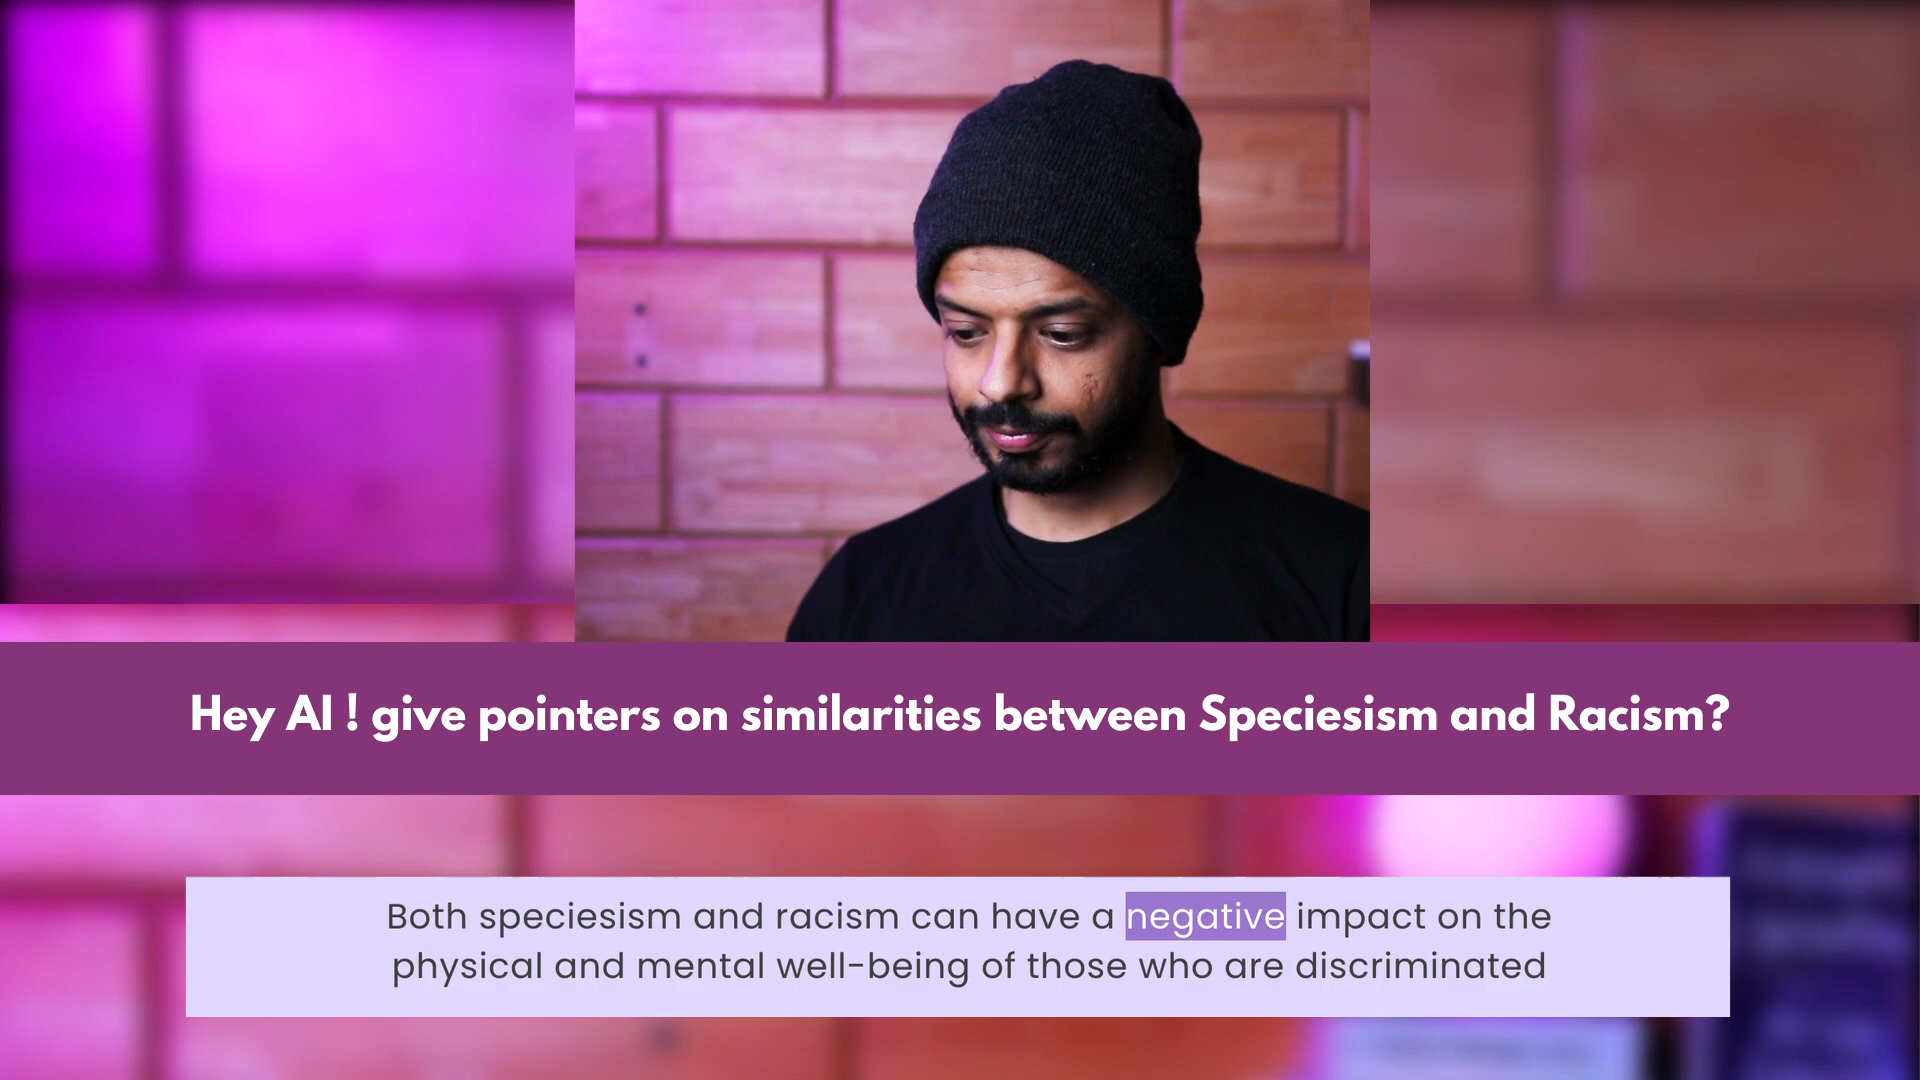 Hey AI ! give pointers on similarities between Speciesism and Racism?
Both speciesism and racism can have a negative impact on the
physical and mental well-being of those who are discriminated